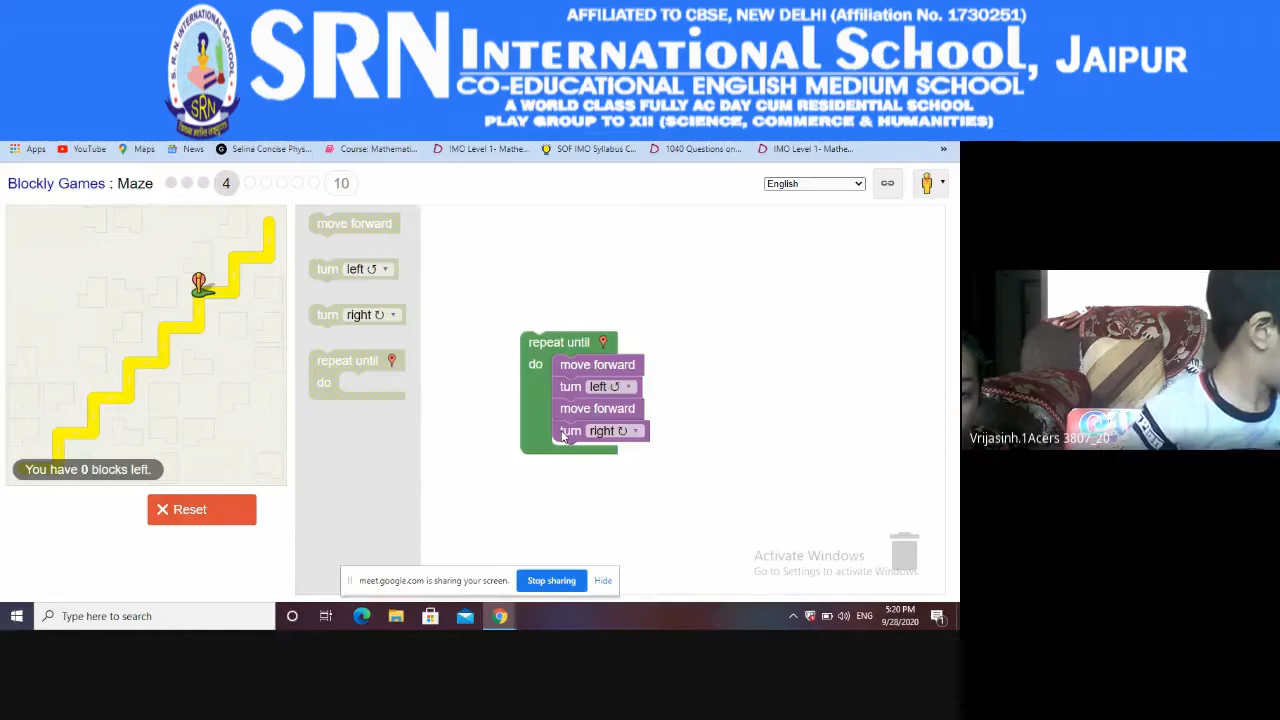 AFFILIATED TO CBSE, NEW DELHI (Affiliation No. 1730251)
SRN INTERNATIONAL SCHOOL, JAIPUR
CO-EDUCATIONAL ENGLISH MEDIUM SCHOOL
A WORLD CLASS FULLY AC DAY CUM RESIDENTIAL SCHOOL
PLAY GROUP TO XII (SCIENCE, COMMERCE & HUMANITIES)
S. R. N. INTERNATIONAL SCHOOL
SRN
Apps YouTube Maps News Selina Concise Phys... Course: Mathemati... IMO Level 1- Mathe... SOF IMO Syllabus C... 1040 Questions on... IMO Level 1- Mathe... »
Blockly Games : Maze 4 10 English
move forward
turn left
turn right
repeat until
do
repeat until
do move forward
turn left
move forward
turn right
You have 0 blocks left.
Reset
Vrijasinh.1Acers 3807_20
Activate Windows
Go to Settings to activate Windows.
meet.google.com is sharing your screen. Stop sharing Hide
Type here to search ENG 5:20 PM
9/28/2020